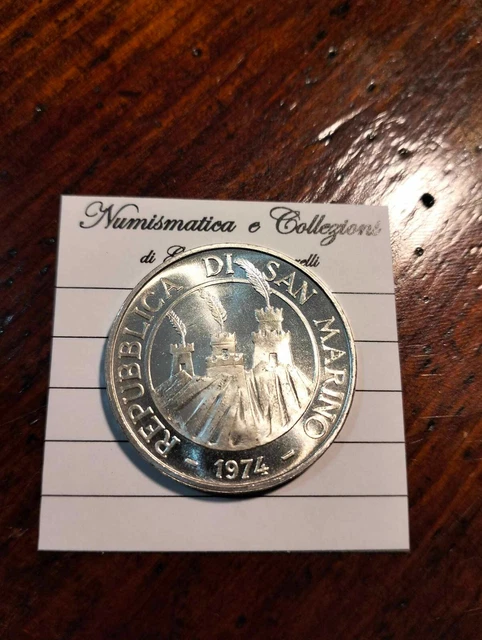 Numismatica e Collezioni
di
REPUBBLICA DI SAN MARINO
- 1974 -